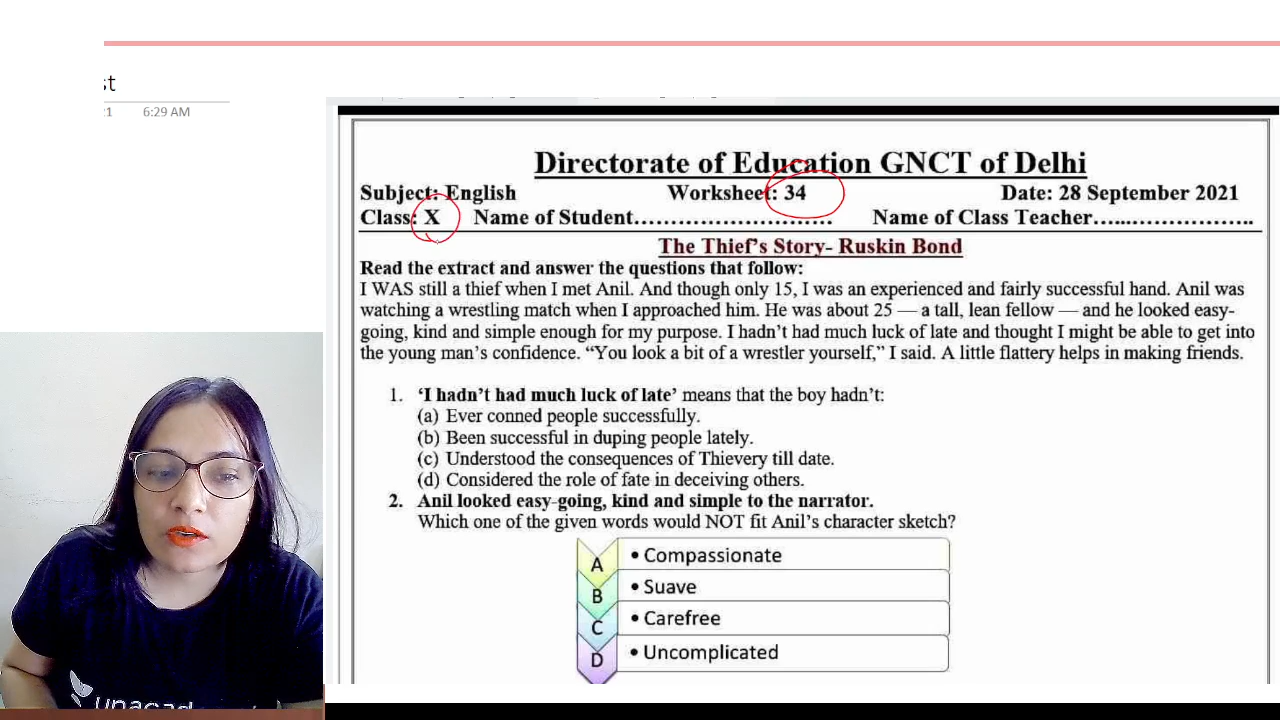 st
21 6:29 AM
Directorate of Education GNCT of Delhi
Subject: English Worksheet: 34 Date: 28 September 2021
Class: X Name of Student……………………… Name of Class Teacher…...……………..
The Thief's Story- Ruskin Bond
Read the extract and answer the questions that follow:
I WAS still a thief when I met Anil. And though only 15, I was an experienced and fairly successful hand. Anil was
watching a wrestling match when I approached him. He was about 25 — a tall, lean fellow — and he looked easy-
going, kind and simple enough for my purpose. I hadn't had much luck of late and thought I might be able to get into
the young man's confidence. “You look a bit of a wrestler yourself,” I said. A little flattery helps in making friends.
1. ‘I hadn't had much luck of late’ means that the boy hadn't:
(a) Ever conned people successfully.
(b) Been successful in duping people lately.
(c) Understood the consequences of Thievery till date.
(d) Considered the role of fate in deceiving others.
2. Anil looked easy-going, kind and simple to the narrator.
Which one of the given words would NOT fit Anil's character sketch?
A • Compassionate
B • Suave
C • Carefree
D • Uncomplicated